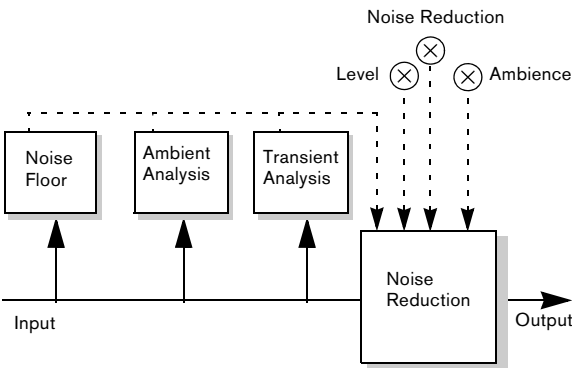 Noise Reduction
Level
Ambience
Noise
Floor
Ambient
Analysis
Transient
Analysis
Noise
Reduction
Input
Output